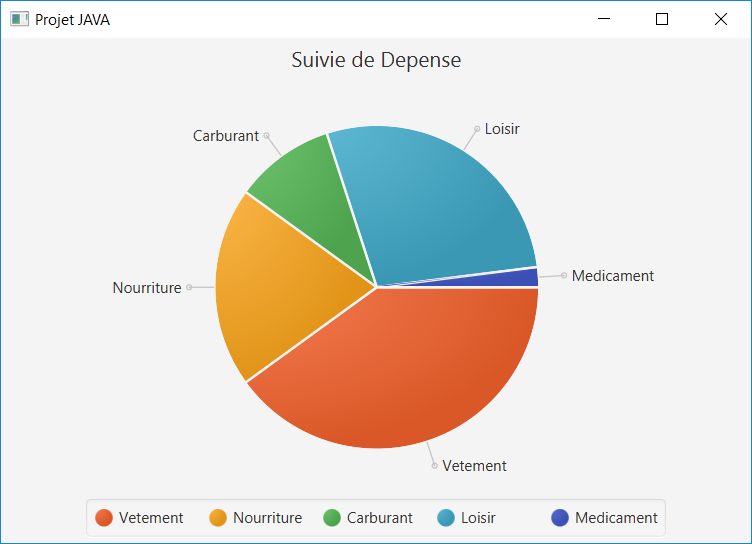 Projet JAVA
Suivie de Depense
Carburant
Loisir
Medicament
Nourriture
Vetement
Vetement Nourriture Carburant Loisir Medicament